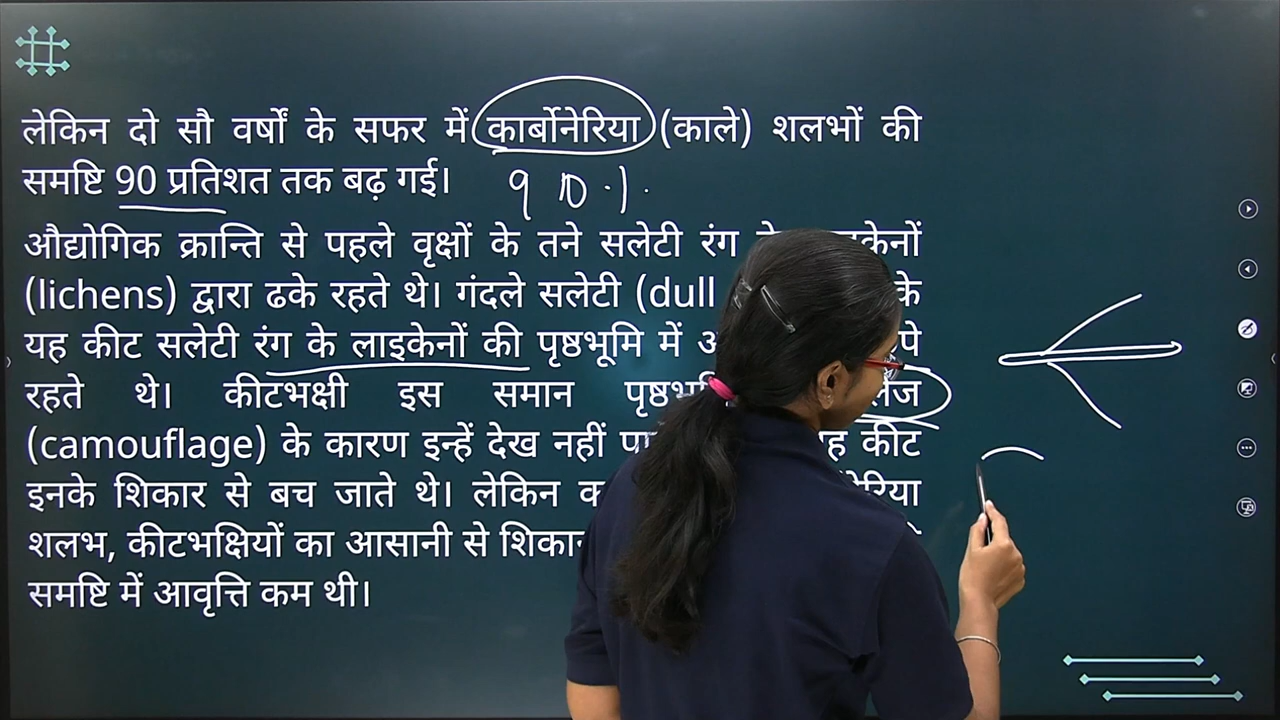 लेकिन दो सौ वर्षों के सफर में कार्बोनेरिया (काले) शलभों की
समष्टि 90 प्रतिशत तक बढ़ गई। 90%
औद्योगिक क्रान्ति से पहले वृक्षों के तने सलेटी रंग के
(lichens) द्वारा ढके रहते थे। गंदले सलेटी (dull के
यह कीट सलेटी रंग के लाइकेनों की पृष्ठभूमि में
रहते थे। कीटभक्षी इस समान
(camouflage) के कारण इन्हें देख नहीं कीट
इनके शिकार से बच जाते थे। लेकिन
शलभ, कीटभक्षियों का आसानी से
समष्टि में आवृत्ति कम थी।